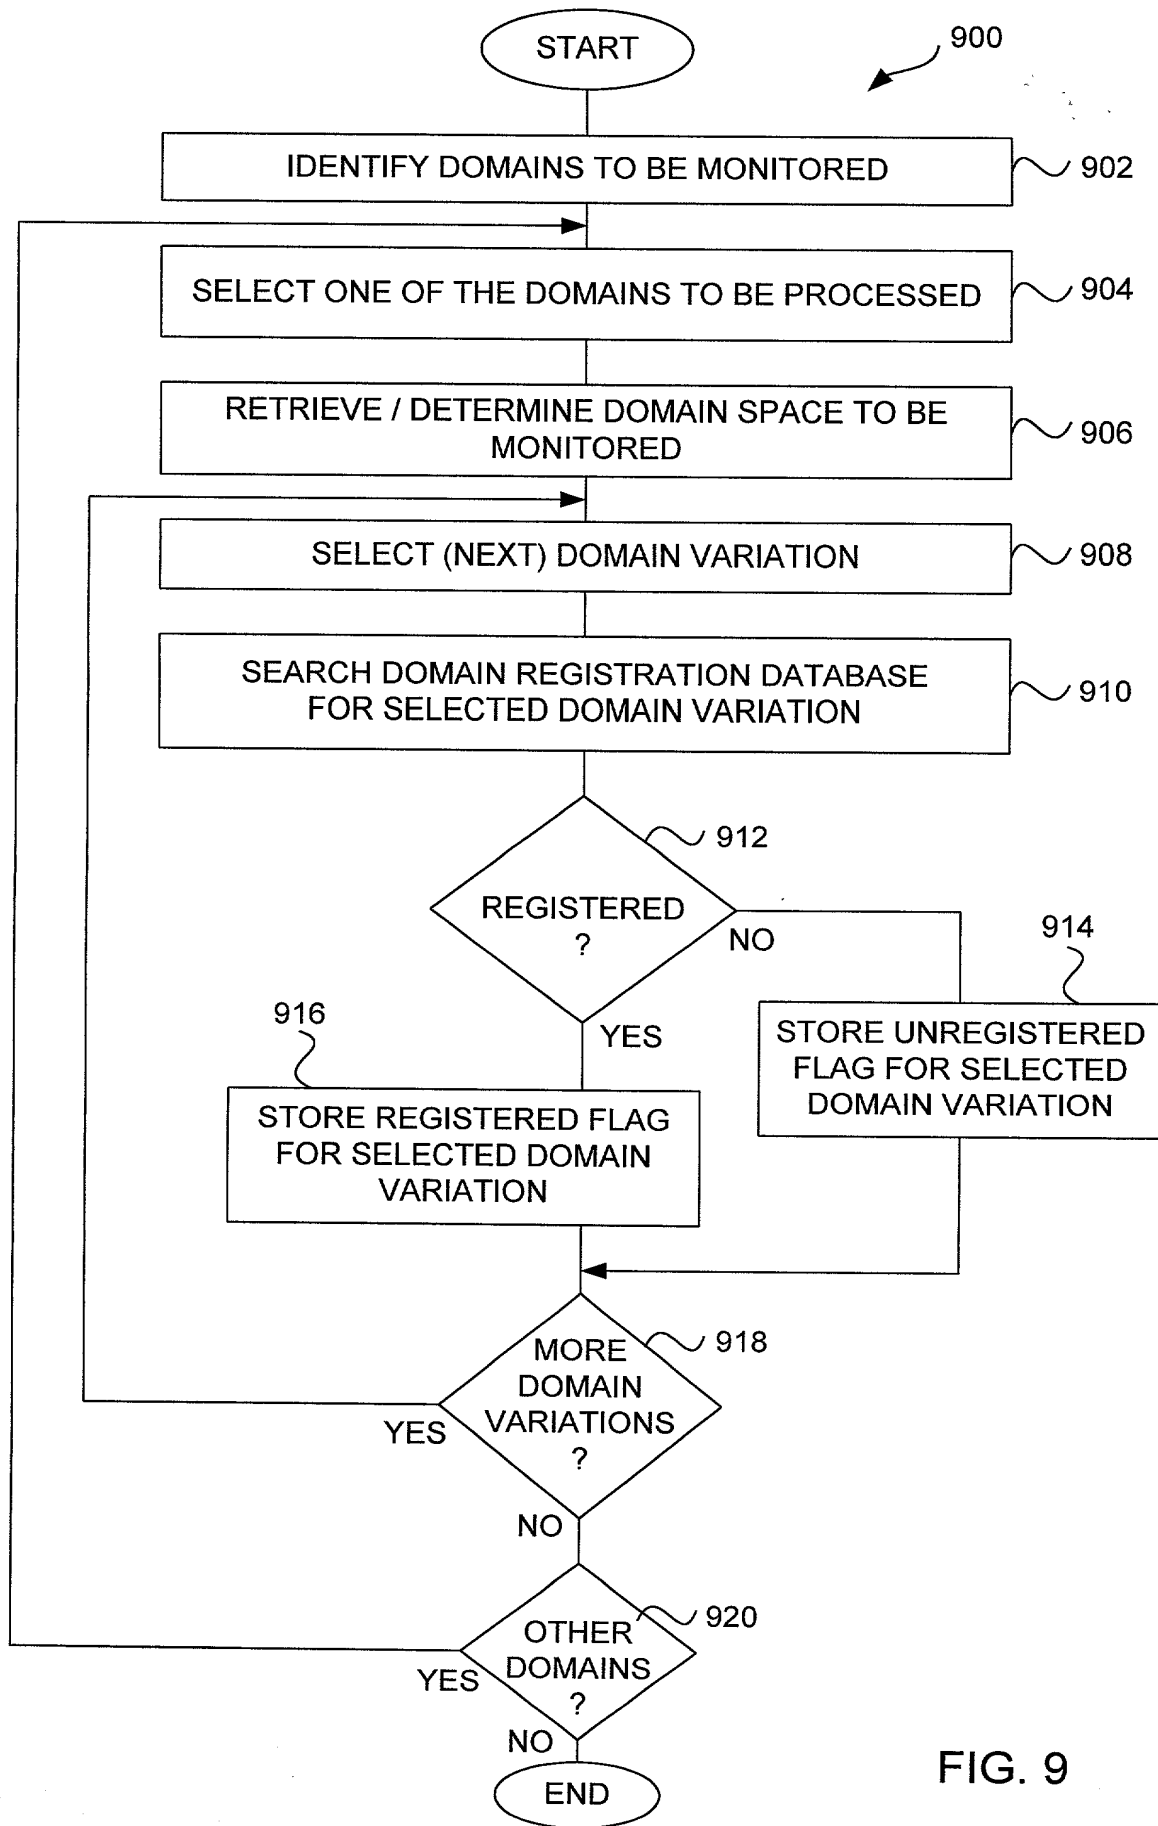 START
900
IDENTIFY DOMAINS TO BE MONITORED
902
SELECT ONE OF THE DOMAINS TO BE PROCESSED
904
RETRIEVE / DETERMINE DOMAIN SPACE TO BE
MONITORED
906
SELECT (NEXT) DOMAIN VARIATION
908
SEARCH DOMAIN REGISTRATION DATABASE
FOR SELECTED DOMAIN VARIATION
910
912
REGISTERED
?
NO
YES
914
STORE UNREGISTERED
FLAG FOR SELECTED
DOMAIN VARIATION
916
STORE REGISTERED FLAG
FOR SELECTED DOMAIN
VARIATION
918
MORE
DOMAIN
VARIATIONS
?
YES
NO
920
OTHER
DOMAINS
?
YES
NO
END
FIG. 9